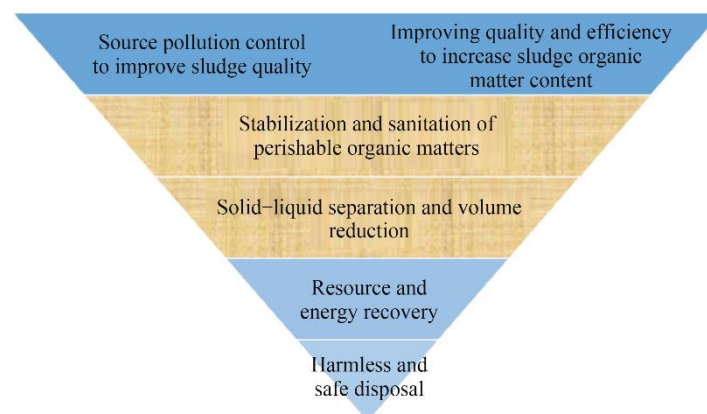 Source pollution control
to improve sludge quality
Improving quality and efficiency
to increase sludge organic
matter content
Stabilization and sanitation of
perishable organic matters
Solid−liquid separation and volume
reduction
Resource and
energy recovery
Harmless and
safe disposal